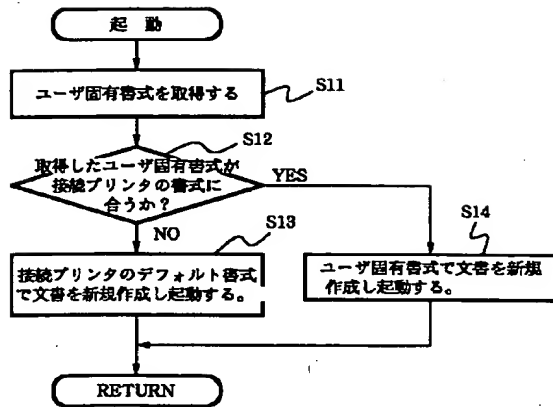 起 動
ユーザ固有書式を取得する
S11
S12
取得したユーザ固有書式が
接続プリンタの書式に
合うか?
YES
NO
S13
S14
接続プリンタのデフォルト書式
で文書を新規作成し起動する。
ユーザ固有書式で文書を新規
作成し起動する。
RETURN